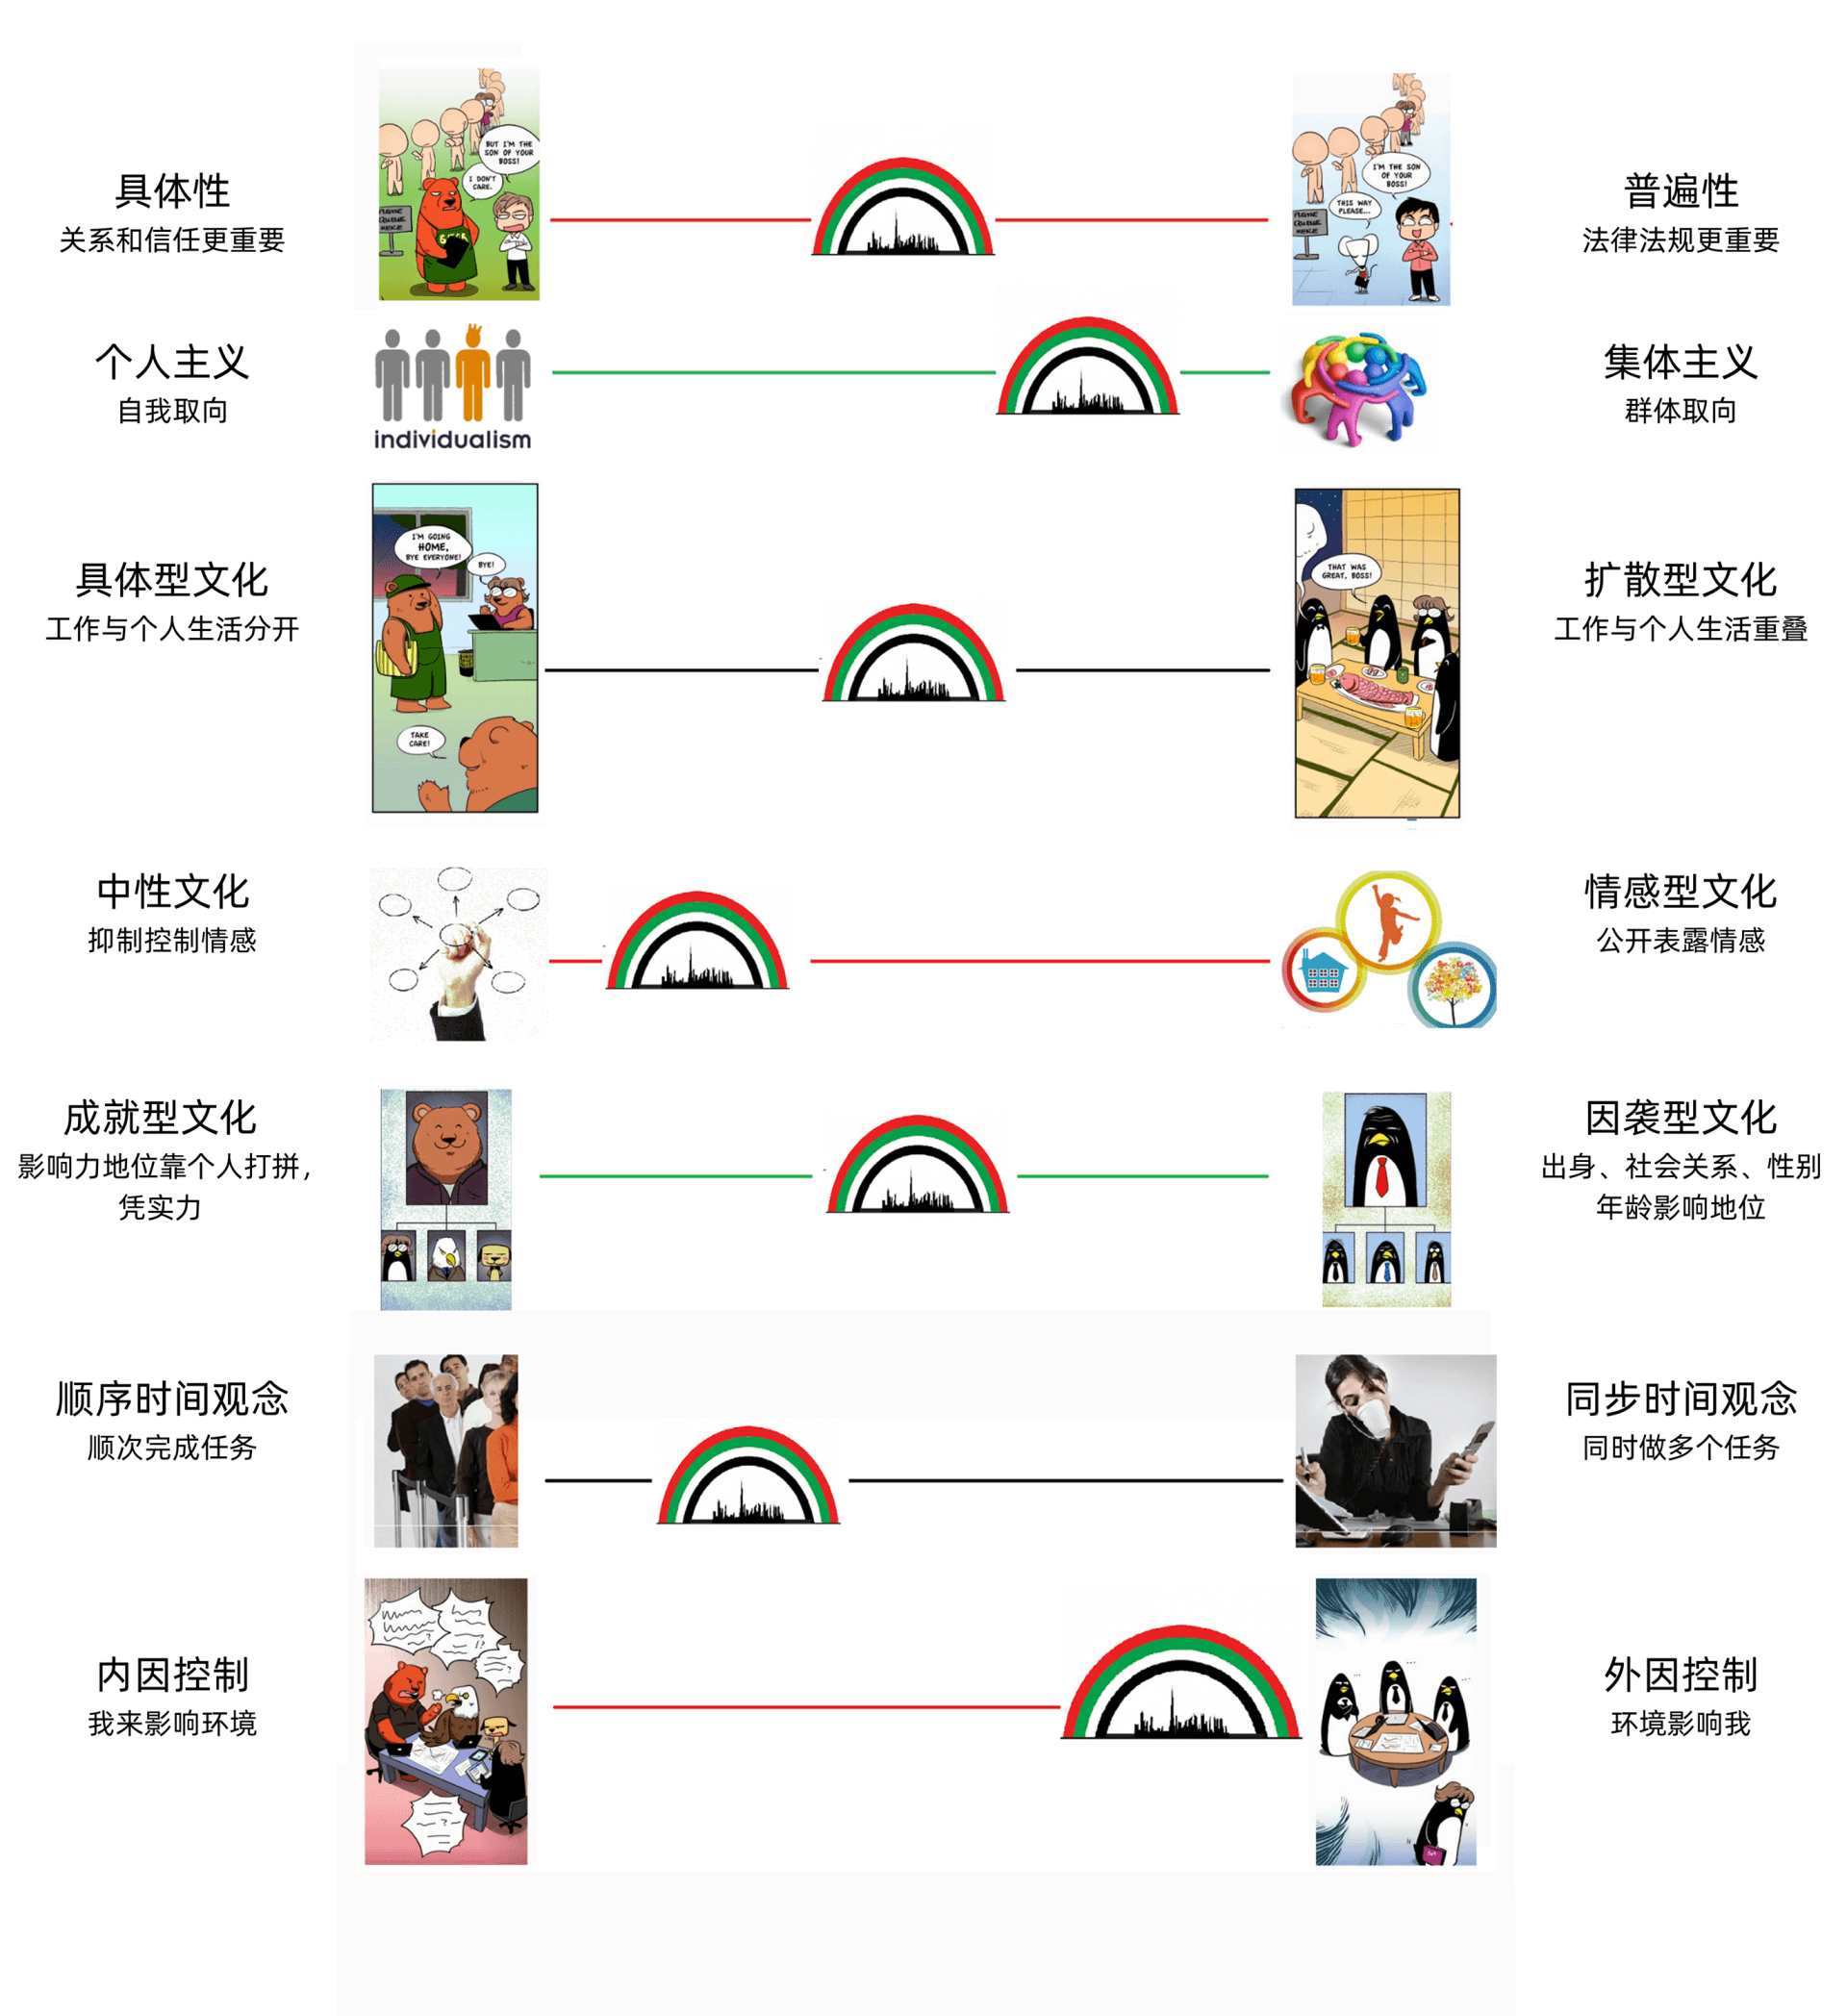 具体性
关系和信任更重要
BUT I'M THE
SON OF YOUR
BOSS!
I DON'T
CARE.
I'M THE SON
OF YOUR
BOSS!
THIS WAY
PLEASE...
普遍性
法律法规更重要
个人主义
自我取向
individualism
集体主义
群体取向
具体型文化
工作与个人生活分开
I'M GOING
HOME,
BYE EVERYONE!
BYE!
TAKE
CARE!
THAT WAS
GREAT, BOSS!
扩散型文化
工作与个人生活重叠
中性文化
抑制控制情感
情感型文化
公开表露情感
成就型文化
影响力地位靠个人打拼，
凭实力
因袭型文化
出身、社会关系、性别
年龄影响地位
顺序时间观念
顺次完成任务
同步时间观念
同时做多个任务
内因控制
我来影响环境
外因控制
环境影响我